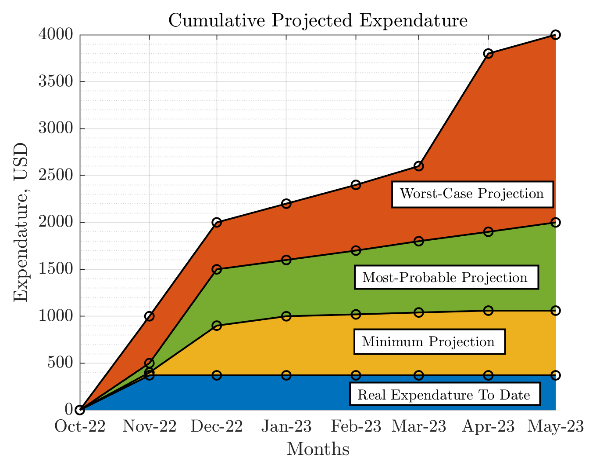 Cumulative Projected Expendature
4000
3500
3000
2500
2000
1500
1000
500
0
Expendature, USD
Worst-Case Projection
Most-Probable Projection
Minimum Projection
Real Expendature To Date
Oct-22 Nov-22 Dec-22 Jan-23 Feb-23 Mar-23 Apr-23 May-23
Months